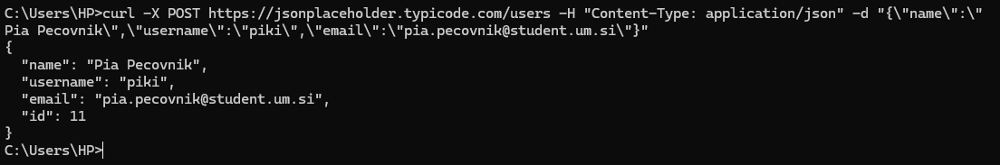 C:\Users\HP>curl -X POST https://jsonplaceholder.typicode.com/users -H "Content-Type: application/json" -d "{\"name\":\"
Pia Pecovnik\",\"username\":\"piki\",\"email\":\"pia.pecovnik@student.um.si\"}"
{
  "name": "Pia Pecovnik",
  "username": "piki",
  "email": "pia.pecovnik@student.um.si",
  "id": 11
}
C:\Users\HP>